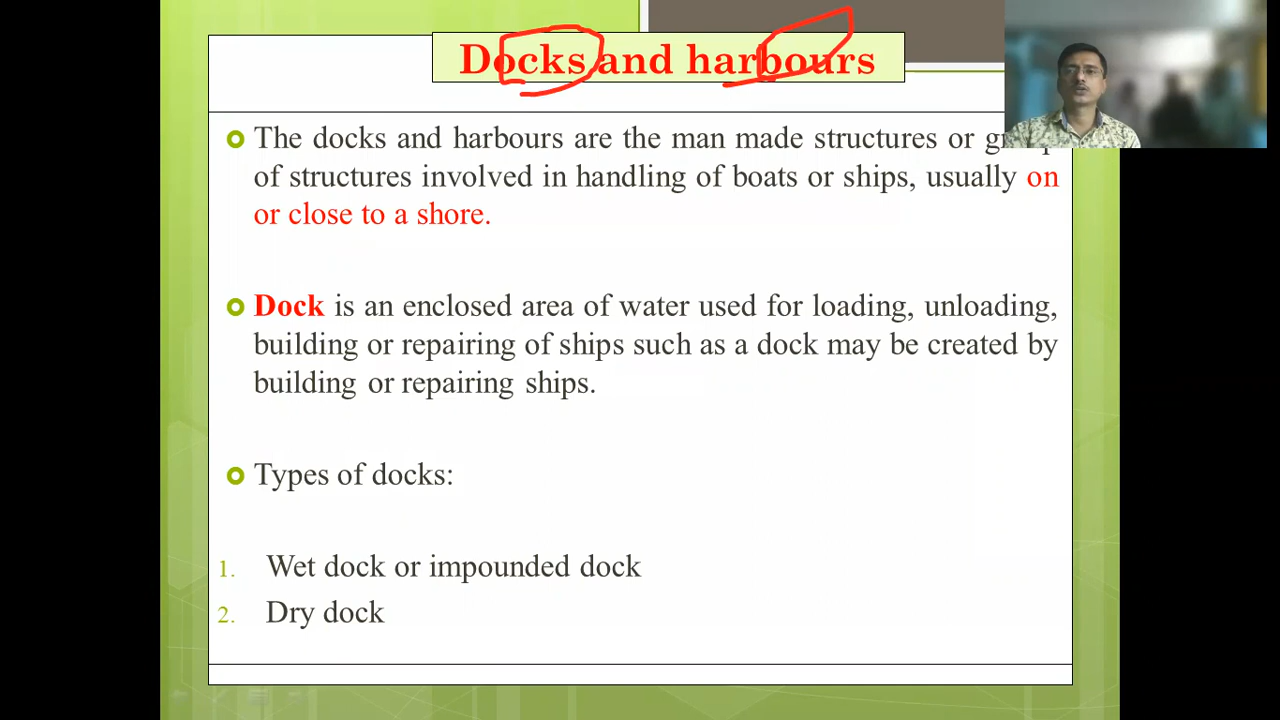 Docks and harbours
The docks and harbours are the man made structures or
of structures involved in handling of boats or ships, usually on
or close to a shore.
Dock is an enclosed area of water used for loading, unloading,
building or repairing of ships such as a dock may be created by
building or repairing ships.
Types of docks:
1. Wet dock or impounded dock
2. Dry dock